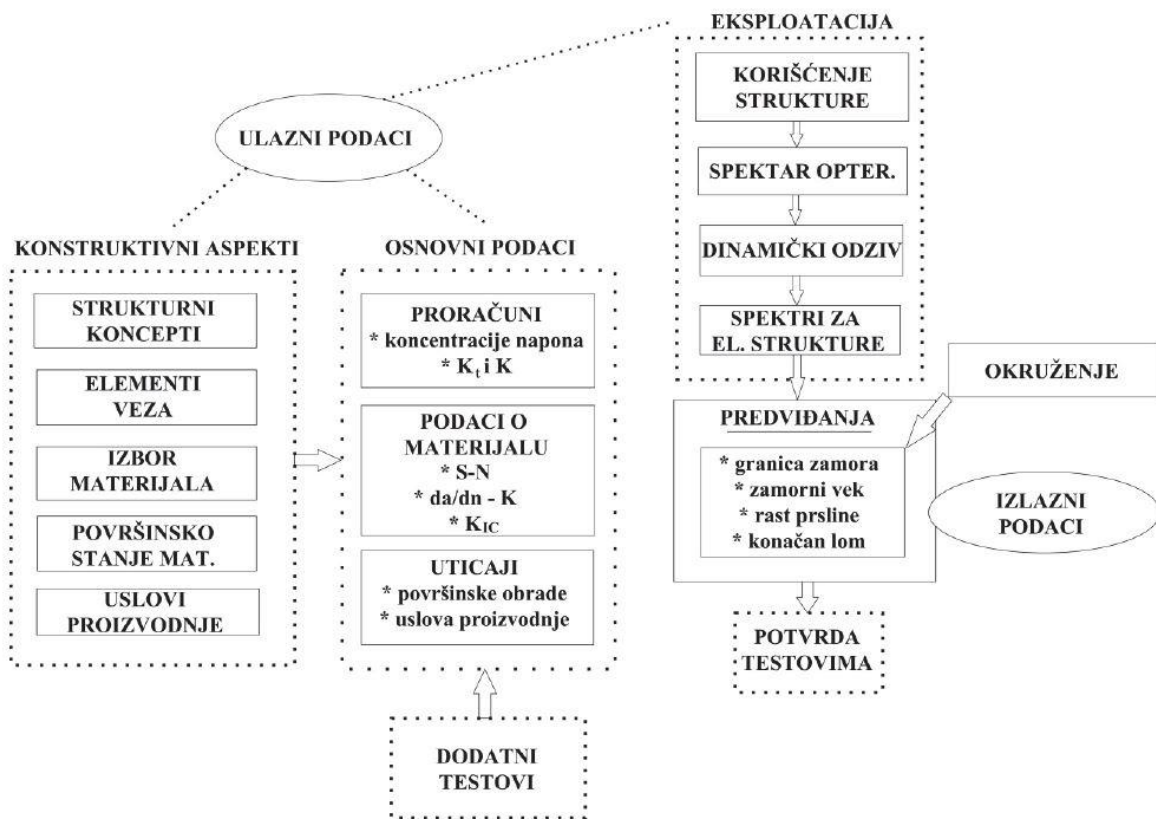 EKSPLOATACIJA
KORIŠĆENJE
STRUKTURE
SPEKTAR OPTER.
DINAMIČKI ODZIV
SPEKTRI ZA
EL. STRUKTURE
ULAZNI PODACI
KONSTRUKTIVNI ASPEKTI
STRUKTURNI
KONCEPTI
ELEMENTI
VEZA
IZBOR
MATERIJALA
POVRŠINSKO
STANJE MAT.
USLOVI
PROIZVODNJE
OSNOVNI PODACI
PRORAČUNI
* koncentracije napona
* Kt i K
PODACI O
MATERIJALU
* S-N
* da/dn - K
* KIC
UTICAJI
* površinske obrade
* uslova proizvodnje
DODATNI
TESTOVI
OKRUŽENJE
PREDVIĐANJA
* granica zamora
* zamorni vek
* rast prsline
* konačan lom
IZLAZNI
PODACI
POTVRDA
TESTOVIMA